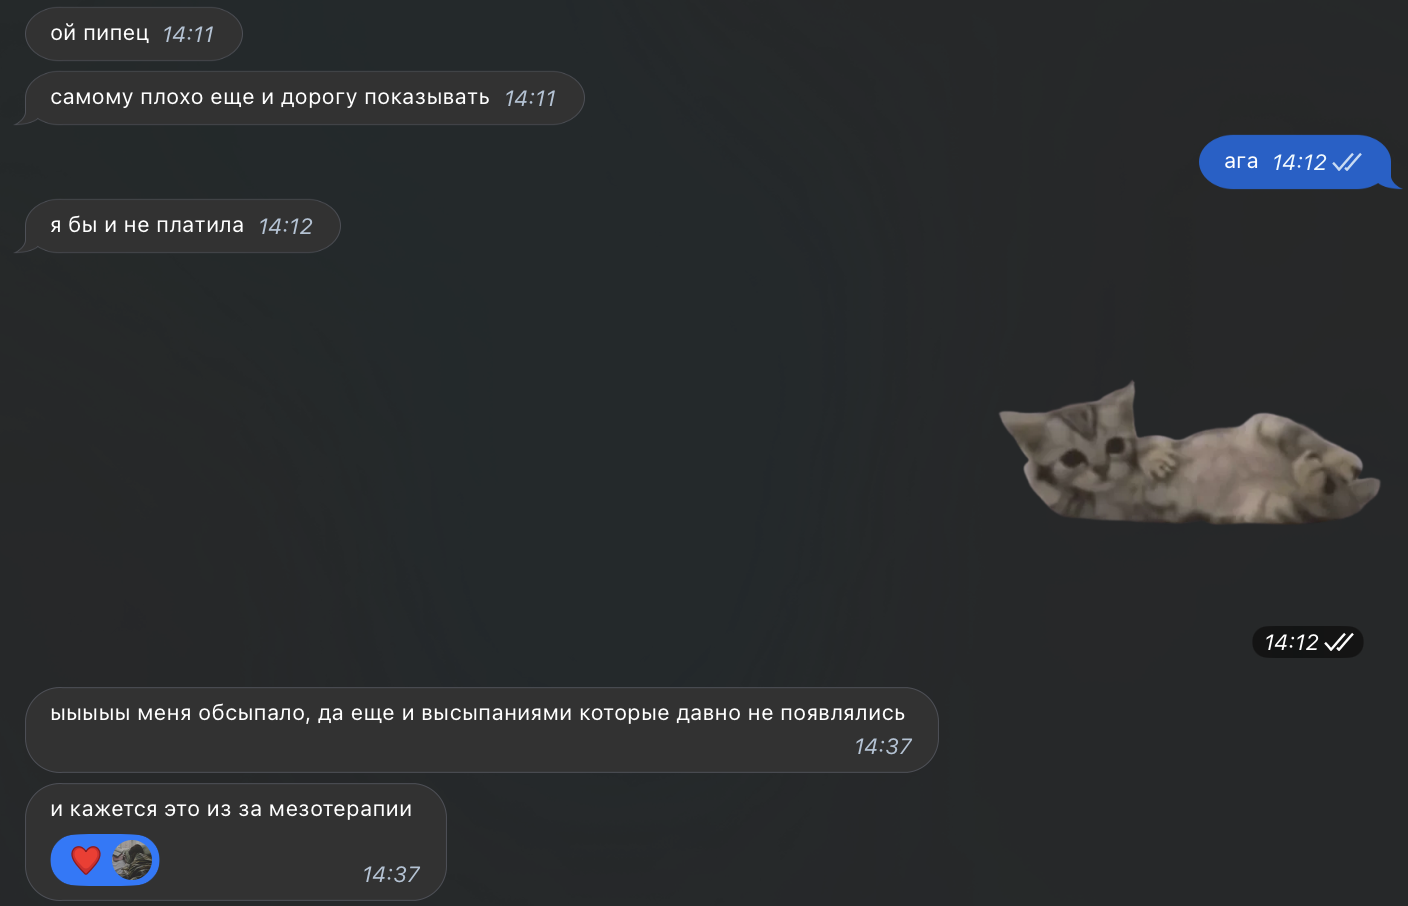 ой пипец 14:11
самому плохо еще и дорогу показывать 14:11
ага 14:12
я бы и не платила 14:12
14:12
ыыыыы меня обсыпало, да еще и высыпаниями которые давно не появлялись
14:37
и кажется это из за мезотерапии
14:37